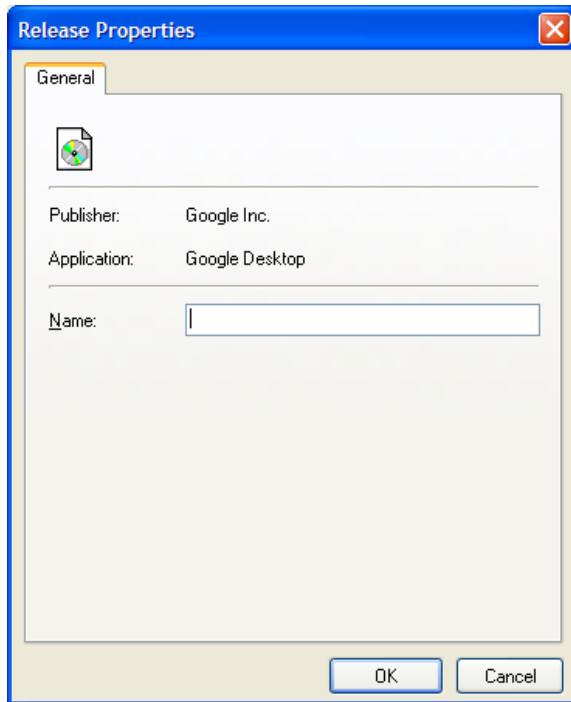 Release Properties
General
Publisher: Google Inc.
Application: Google Desktop
Name:
OK Cancel